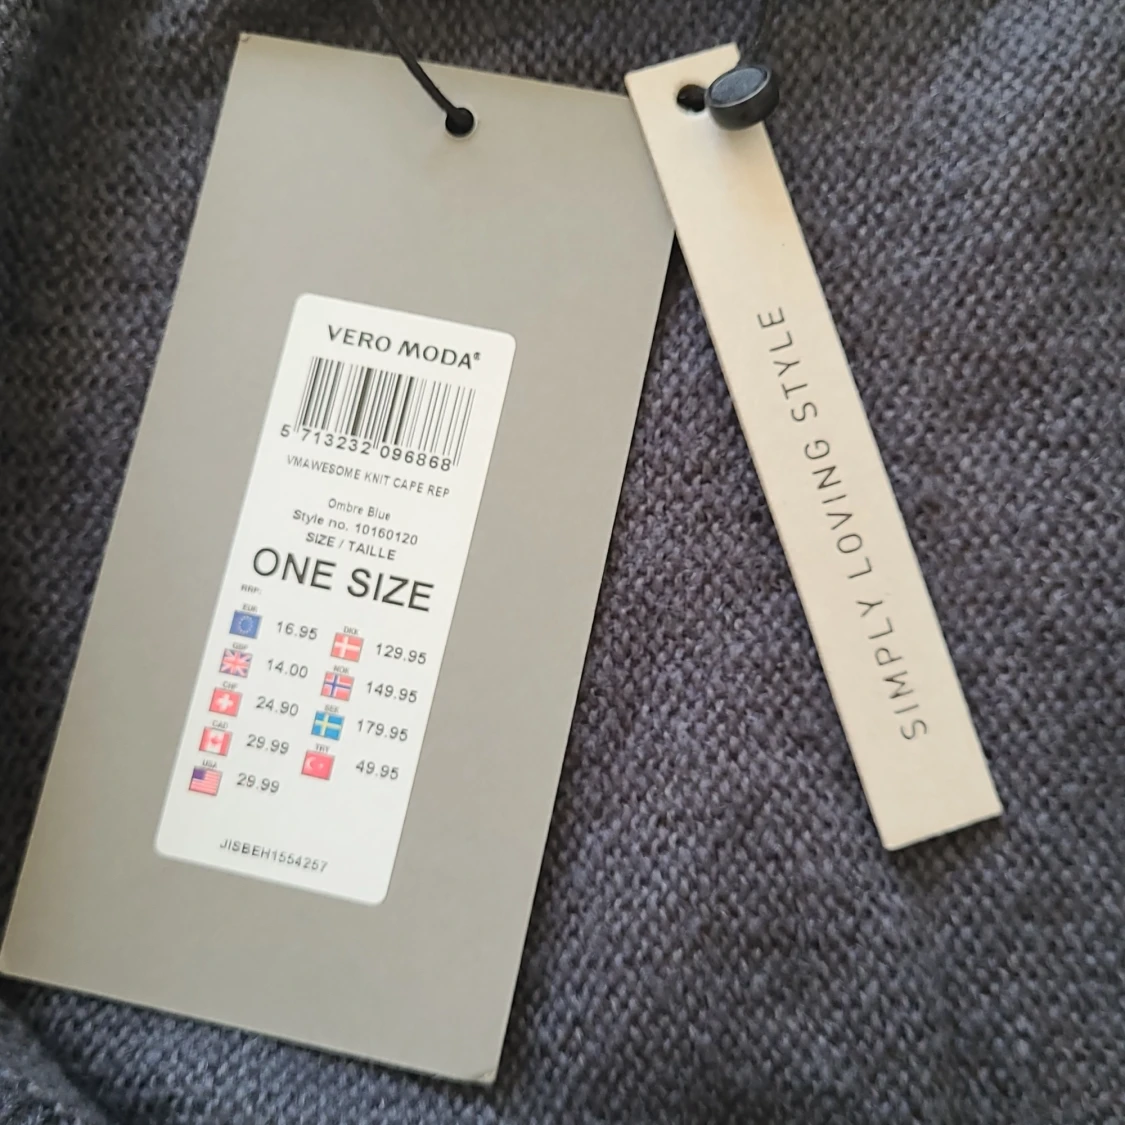 VERO MODA®
5 713232 096868
VMAWESOME KNIT CAPE REP
Ombre Blue
Style no. 10160120
SIZE / TAILLE
ONE SIZE
RRP:
EUR 16.95
DKK 129.95
GBP 14.00
NOK 149.95
CHF 24.90
SEK 179.95
CAD 29.99
TRY 49.95
USA 29.99
JISBEH1554257
SIMPLY LOVING STYLE